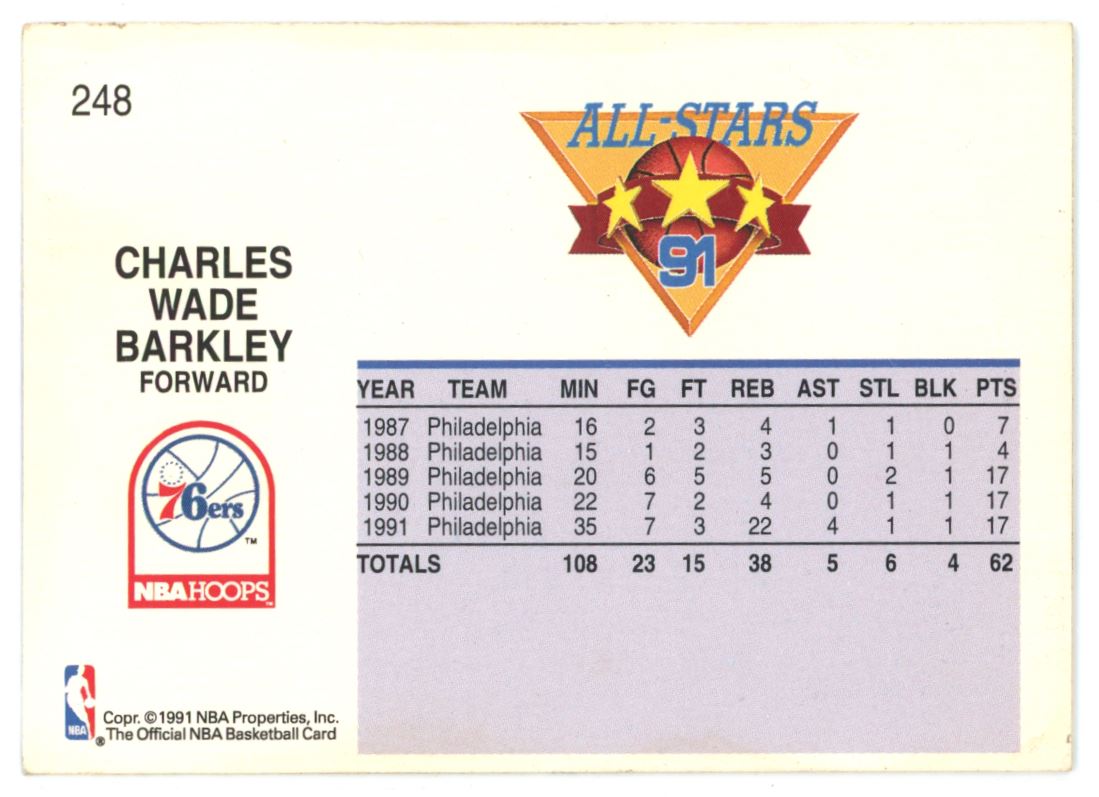 248
ALL-STARS
91
CHARLES
WADE
BARKLEY
FORWARD
76ers TM
NBA HOOPS TM
YEAR TEAM MIN FG FT REB AST STL BLK PTS
1987 Philadelphia 16 2 3 4 1 1 0 7
1988 Philadelphia 15 1 2 3 0 1 1 4
1989 Philadelphia 20 6 5 5 0 2 1 17
1990 Philadelphia 22 7 2 4 0 1 1 17
1991 Philadelphia 35 7 3 22 4 1 1 17
TOTALS 108 23 15 38 5 6 4 62
NBA ®
Copr. ©1991 NBA Properties, Inc.
The Official NBA Basketball Card